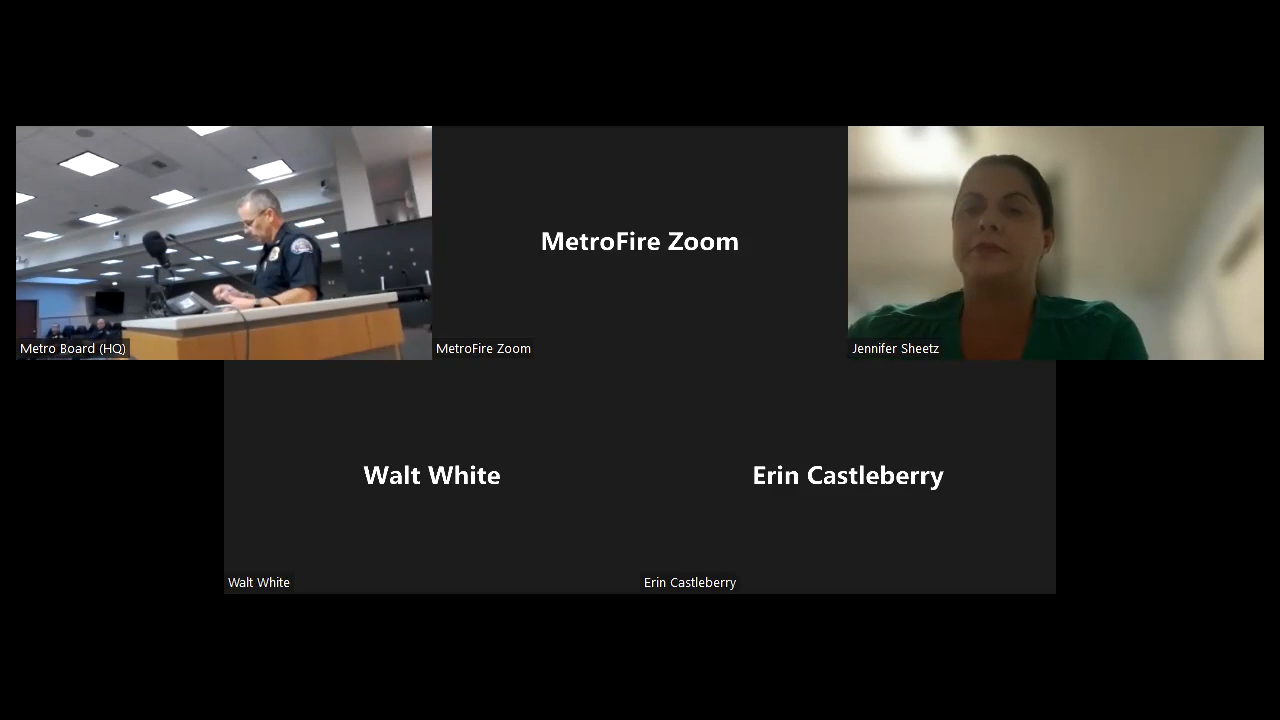 MetroFire Zoom
Metro Board (HQ)
MetroFire Zoom
Jennifer Sheetz
Walt White
Erin Castleberry
Walt White
Erin Castleberry